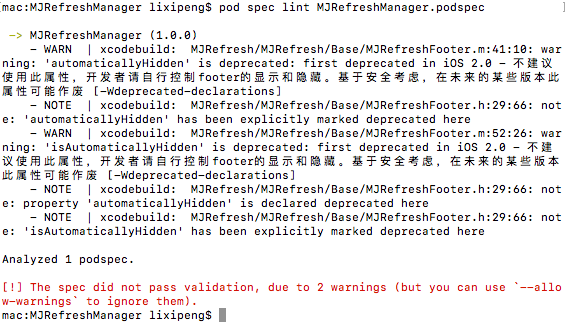 [mac:MJRefreshManager lixipeng$ pod spec lint MJRefreshManager.podspec ]
 -> MJRefreshManager (1.0.0)
    - WARN  | xcodebuild:  MJRefresh/MJRefresh/Base/MJRefreshFooter.m:41:10: war
ning: 'automaticallyHidden' is deprecated: first deprecated in iOS 2.0 - 不建议
使用此属性，开发者请自行控制footer的显示和隐藏。基于安全考虑，在未来的某些版本此
属性可能作废 [-Wdeprecated-declarations]
    - NOTE  | xcodebuild:  MJRefresh/MJRefresh/Base/MJRefreshFooter.h:29:66: not
e: 'automaticallyHidden' has been explicitly marked deprecated here
    - WARN  | xcodebuild:  MJRefresh/MJRefresh/Base/MJRefreshFooter.m:52:26: war
ning: 'isAutomaticallyHidden' is deprecated: first deprecated in iOS 2.0 - 不建
议使用此属性，开发者请自行控制footer的显示和隐藏。基于安全考虑，在未来的某些版本
此属性可能作废 [-Wdeprecated-declarations]
    - NOTE  | xcodebuild:  MJRefresh/MJRefresh/Base/MJRefreshFooter.h:29:66: not
e: property 'automaticallyHidden' is declared deprecated here
    - NOTE  | xcodebuild:  MJRefresh/MJRefresh/Base/MJRefreshFooter.h:29:66: not
e: 'isAutomaticallyHidden' has been explicitly marked deprecated here
Analyzed 1 podspec.
[!] The spec did not pass validation, due to 2 warnings (but you can use `--allo
w-warnings` to ignore them).
mac:MJRefreshManager lixipeng$